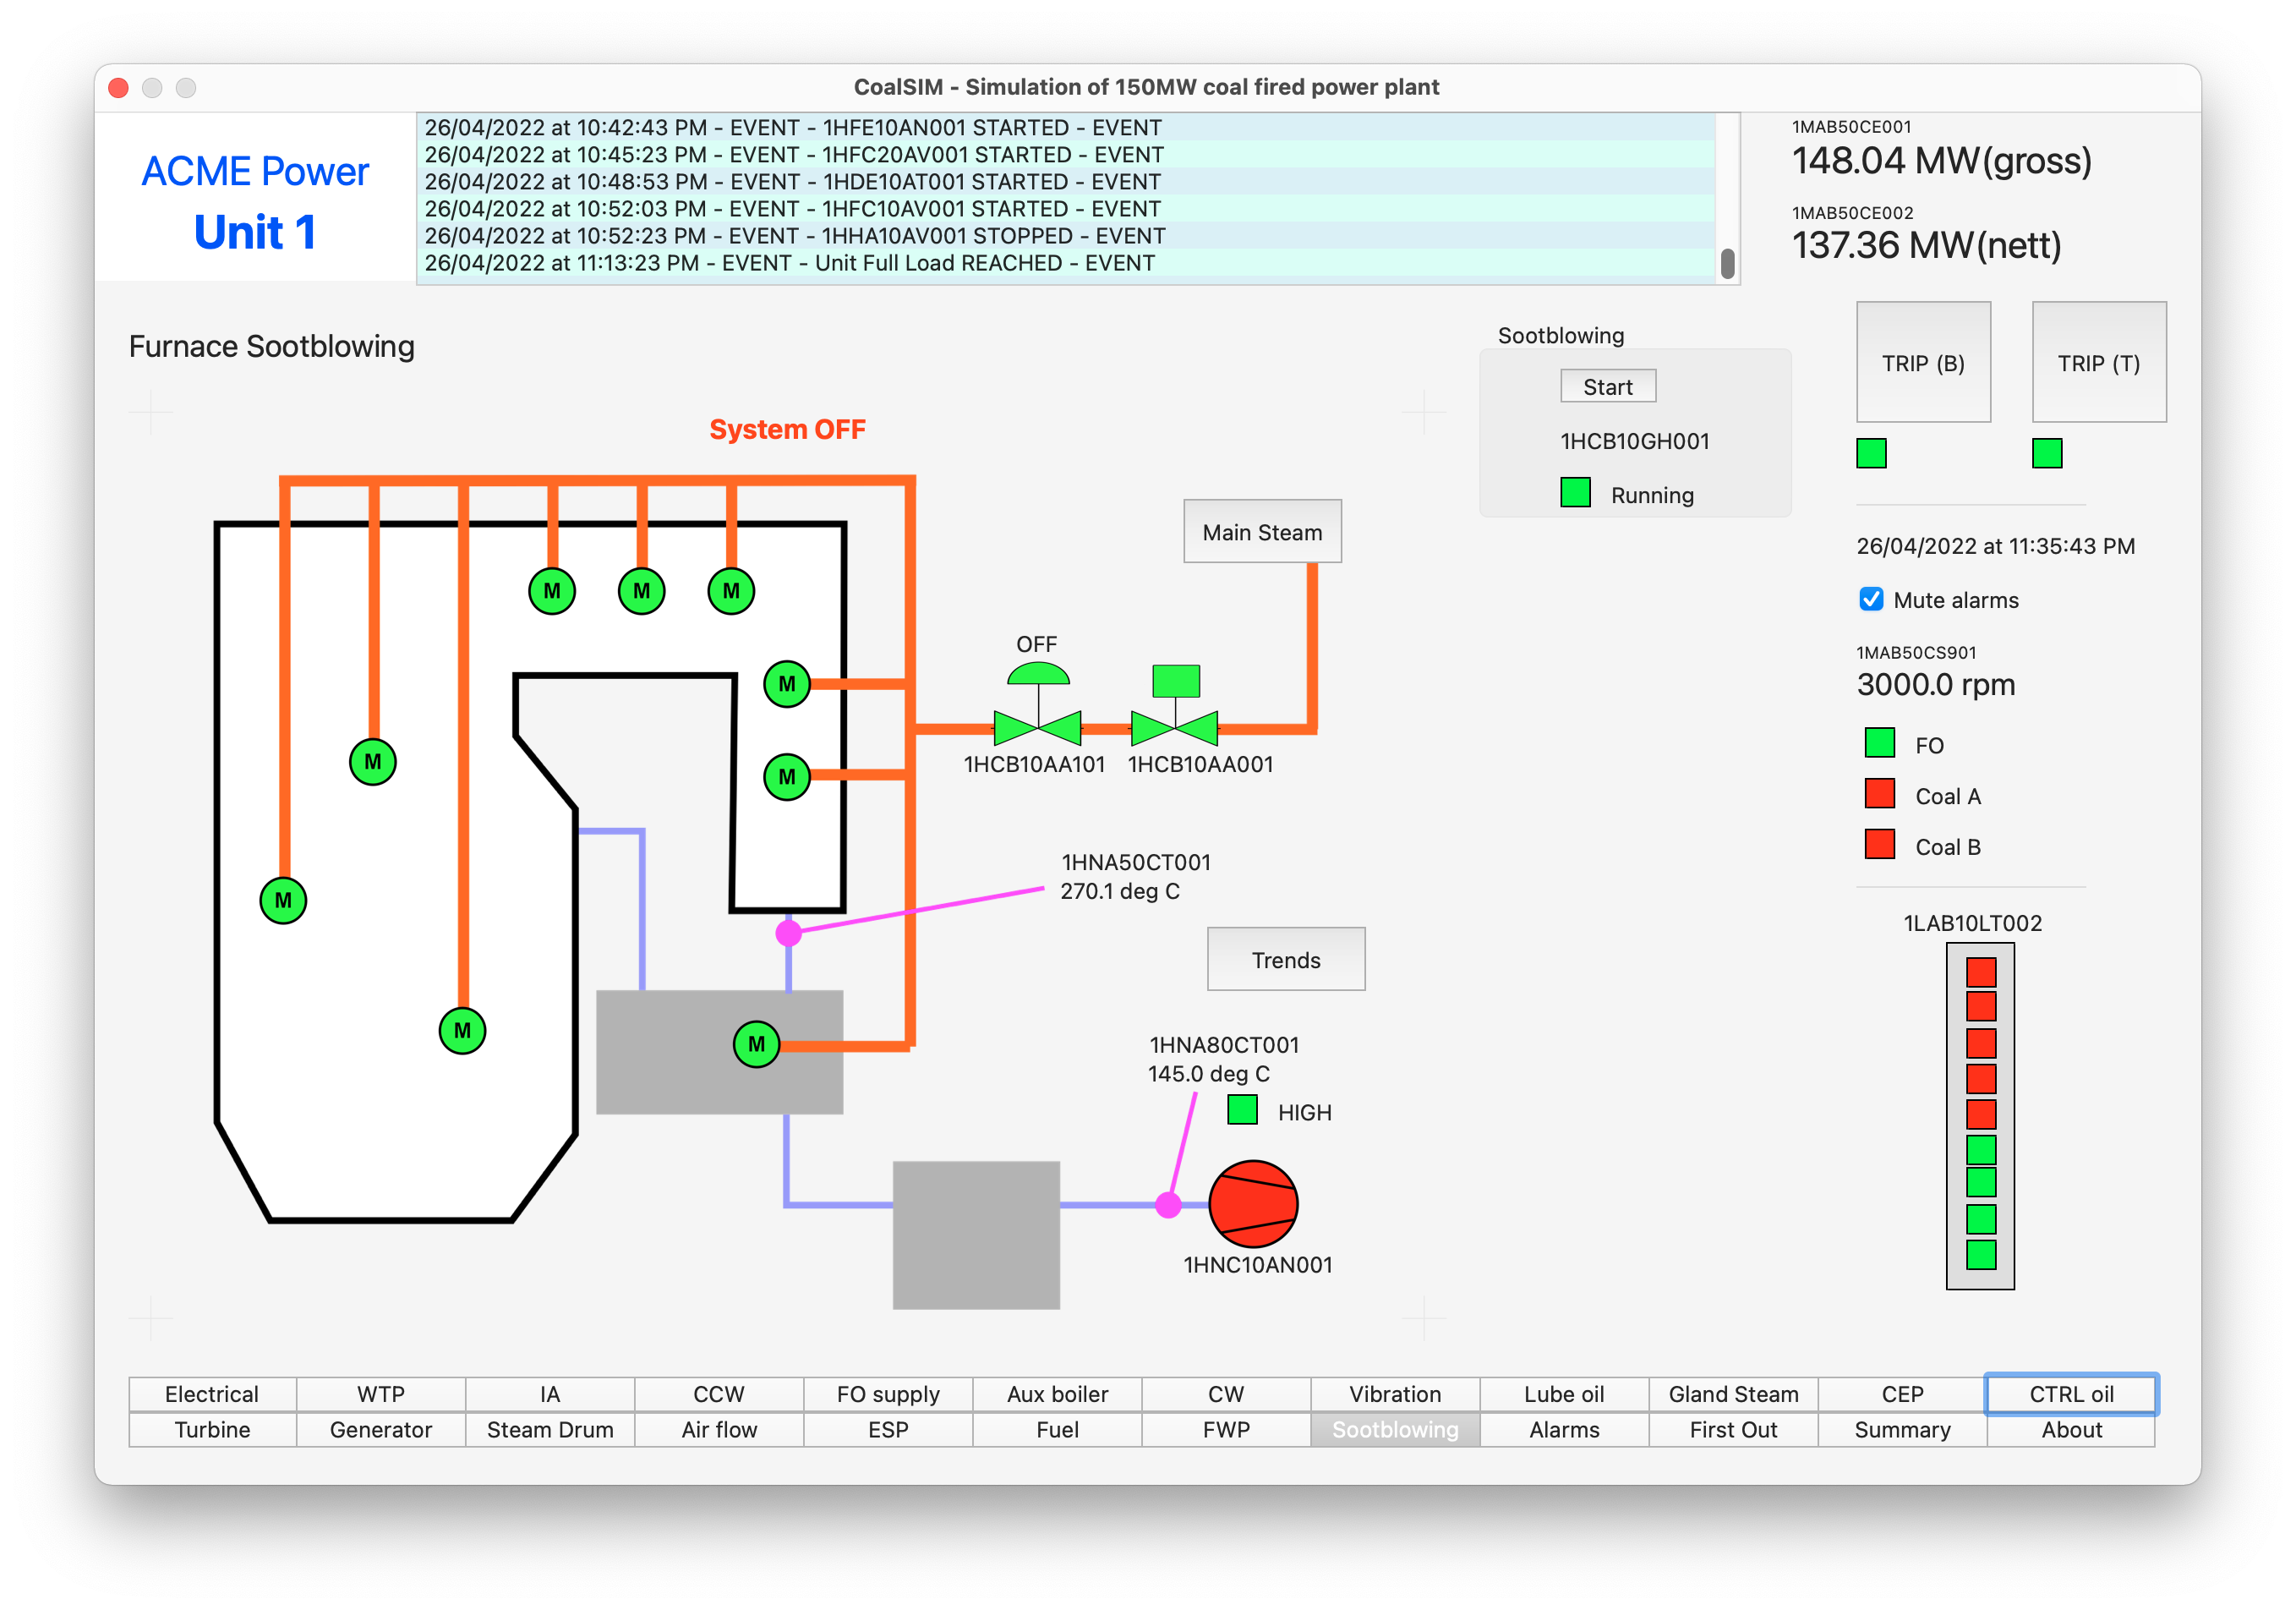 CoalSIM - Simulation of 150MW coal fired power plant
ACME Power
Unit 1
26/04/2022 at 10:42:43 PM - EVENT - 1HFE10AN001 STARTED - EVENT
26/04/2022 at 10:45:23 PM - EVENT - 1HFC20AV001 STARTED - EVENT
26/04/2022 at 10:48:53 PM - EVENT - 1HDE10AT001 STARTED - EVENT
26/04/2022 at 10:52:03 PM - EVENT - 1HFC10AV001 STARTED - EVENT
26/04/2022 at 10:52:23 PM - EVENT - 1HHA10AV001 STOPPED - EVENT
26/04/2022 at 11:13:23 PM - EVENT - Unit Full Load REACHED - EVENT
1MAB50CE001
148.04 MW(gross)
1MAB50CE002
137.36 MW(nett)
Furnace Sootblowing
System OFF
M M M
M
M
M
M
M
M
Main Steam
OFF
1HCB10AA101 1HCB10AA001
1HNA50CT001
270.1 deg C
Trends
1HNA80CT001
145.0 deg C
HIGH
1HNC10AN001
Sootblowing
Start
1HCB10GH001
Running
TRIP (B) TRIP (T)
26/04/2022 at 11:35:43 PM
Mute alarms
1MAB50CS901
3000.0 rpm
FO
Coal A
Coal B
1LAB10LT002
Electrical WTP IA CCW FO supply Aux boiler CW Vibration Lube oil Gland Steam CEP CTRL oil
Turbine Generator Steam Drum Air flow ESP Fuel FWP Sootblowing Alarms First Out Summary About